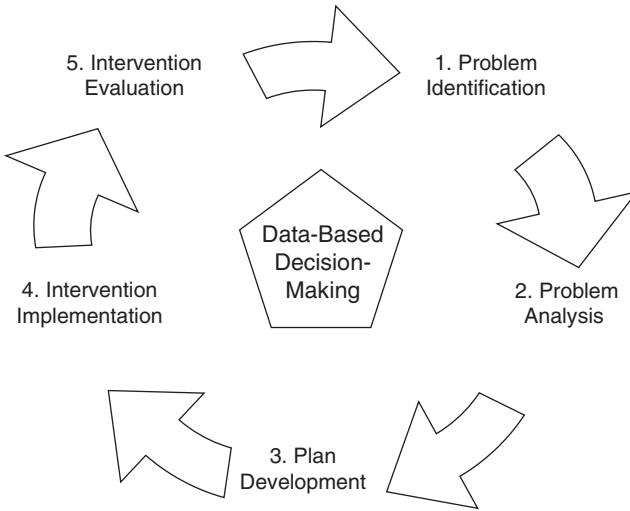 5. Intervention
Evaluation
1. Problem
Identification
Data-Based
Decision-
Making
4. Intervention
Implementation
2. Problem
Analysis
3. Plan
Development